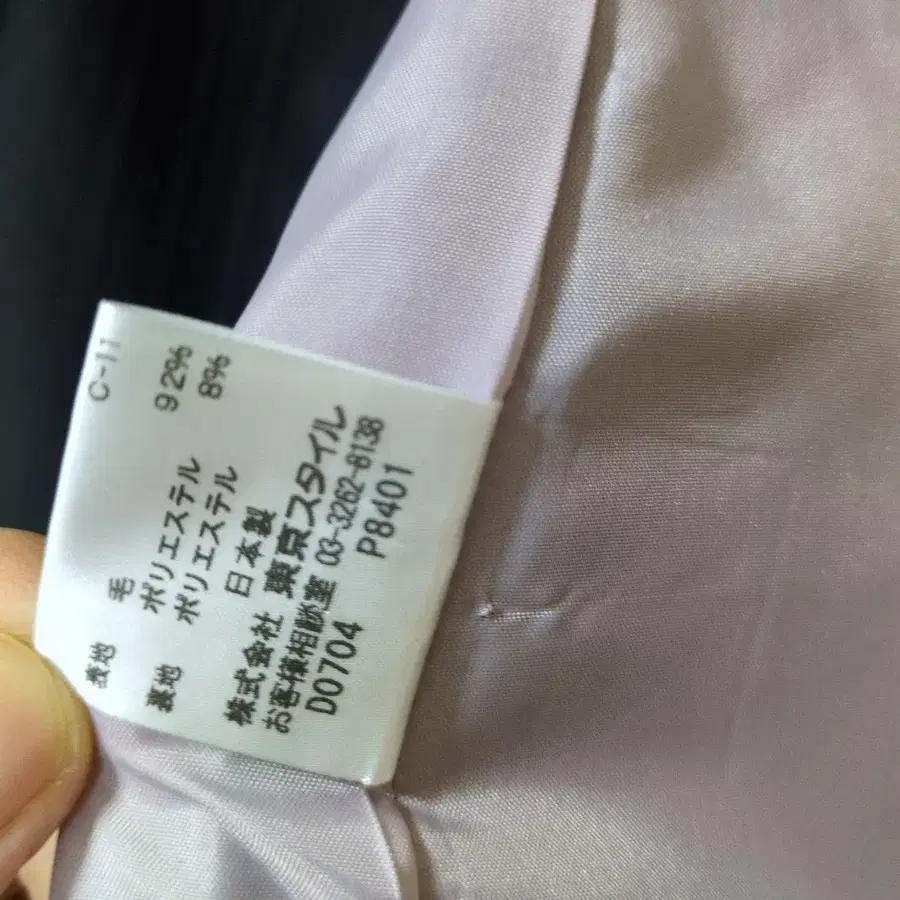 C-11
表地 毛 92%
ポリエステル 8%
裏地 ポリエステル
日本製
株式会社 東京スタイル
お客様相談室 03-3262-8138
D0704 P8401